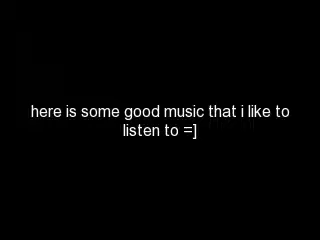 here is some good music that i like to
listen to =]